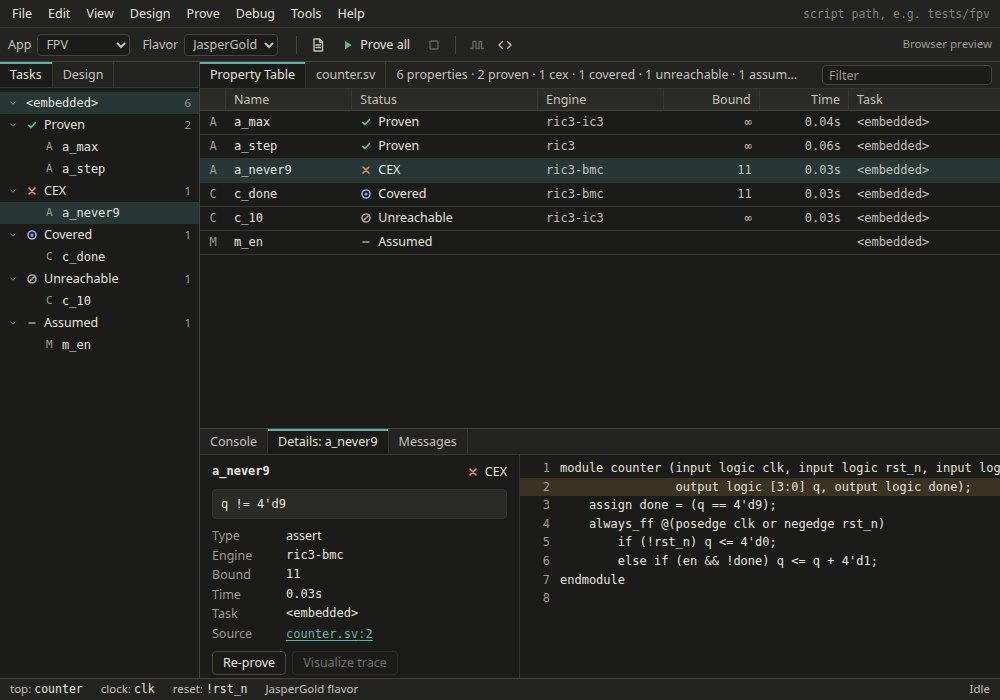 File Edit View Design Prove Debug Tools Help script path, e.g. tests/fpv
App FPV Flavor JasperGold Prove all Browser preview
Tasks Design
<embedded> 6
Proven 2
A a_max
A a_step
CEX 1
A a_never9
Covered 1
C c_done
Unreachable 1
C c_10
Assumed 1
M m_en
Property Table counter.sv 6 properties · 2 proven · 1 cex · 1 covered · 1 unreachable · 1 assum... Filter
Name Status Engine Bound Time Task
A a_max Proven ric3-ic3 ∞ 0.04s <embedded>
A a_step Proven ric3 ∞ 0.06s <embedded>
A a_never9 CEX ric3-bmc 11 0.03s <embedded>
C c_done Covered ric3-bmc 11 0.03s <embedded>
C c_10 Unreachable ric3-ic3 ∞ 0.03s <embedded>
M m_en Assumed <embedded>
Console Details: a_never9 Messages
a_never9 CEX
q != 4'd9
Type assert
Engine ric3-bmc
Bound 11
Time 0.03s
Task <embedded>
Source counter.sv:2
Re-prove Visualize trace
1 module counter (input logic clk, input logic rst_n, input log
2 output logic [3:0] q, output logic done);
3 assign done = (q == 4'd9);
4 always_ff @(posedge clk or negedge rst_n)
5 if (!rst_n) q <= 4'd0;
6 else if (en && !done) q <= q + 4'd1;
7 endmodule
8
top: counter clock: clk reset: !rst_n JasperGold flavor Idle